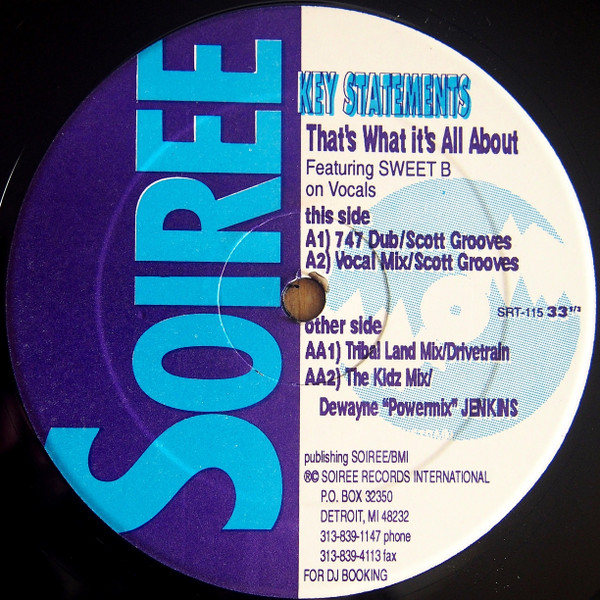 SOIREE
KEY STATEMENTS
That's What it's All About
Featuring SWEET B
on Vocals
this side
A1) 747 Dub/Scott Grooves
A2) Vocal Mix/Scott Grooves
SRT-115 33 1/3
other side
AA1) Tribal Land Mix/Drivetrain
AA2) The Kidz Mix/
Dewayne "Powermix" JENKINS
publishing SOIREE/BMI
®© SOIREE RECORDS INTERNATIONAL
P.O. BOX 32350
DETROIT, MI 48232
313-839-1147 phone
313-839-4113 fax
FOR DJ BOOKING